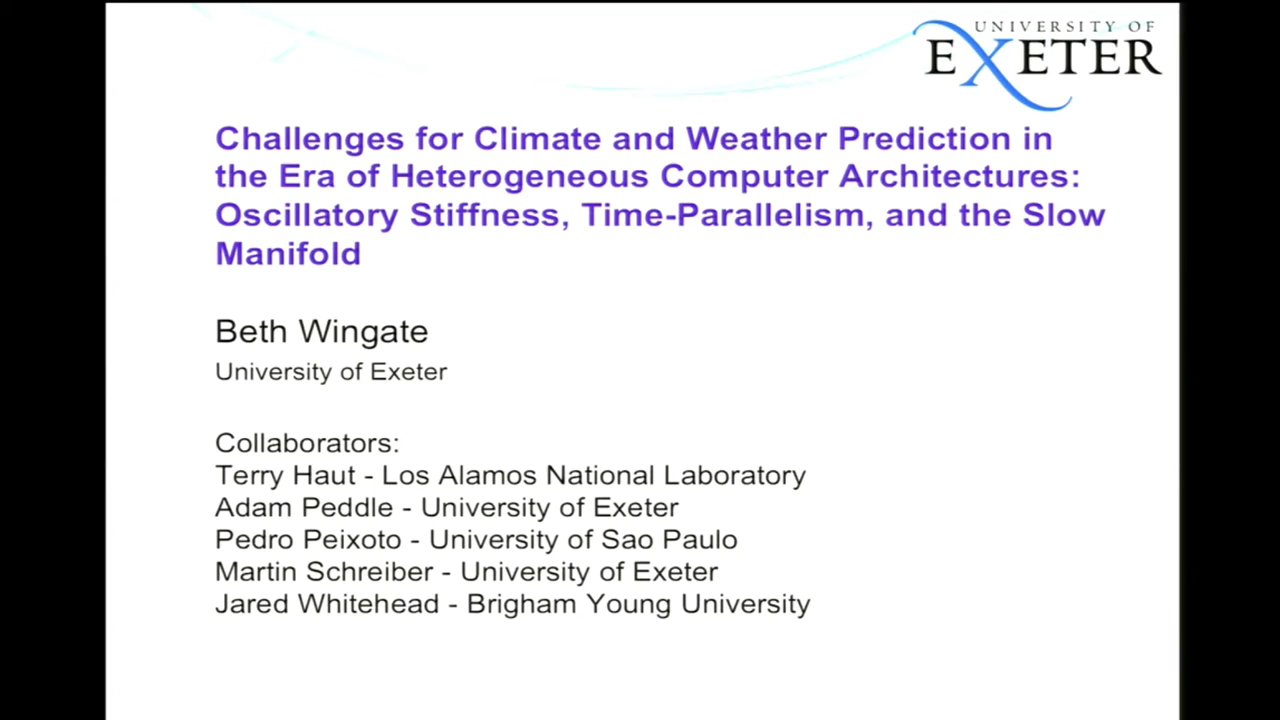 UNIVERSITY OF
EXETER
Challenges for Climate and Weather Prediction in
the Era of Heterogeneous Computer Architectures:
Oscillatory Stiffness, Time-Parallelism, and the Slow
Manifold
Beth Wingate
University of Exeter
Collaborators:
Terry Haut - Los Alamos National Laboratory
Adam Peddle - University of Exeter
Pedro Peixoto - University of Sao Paulo
Martin Schreiber - University of Exeter
Jared Whitehead - Brigham Young University